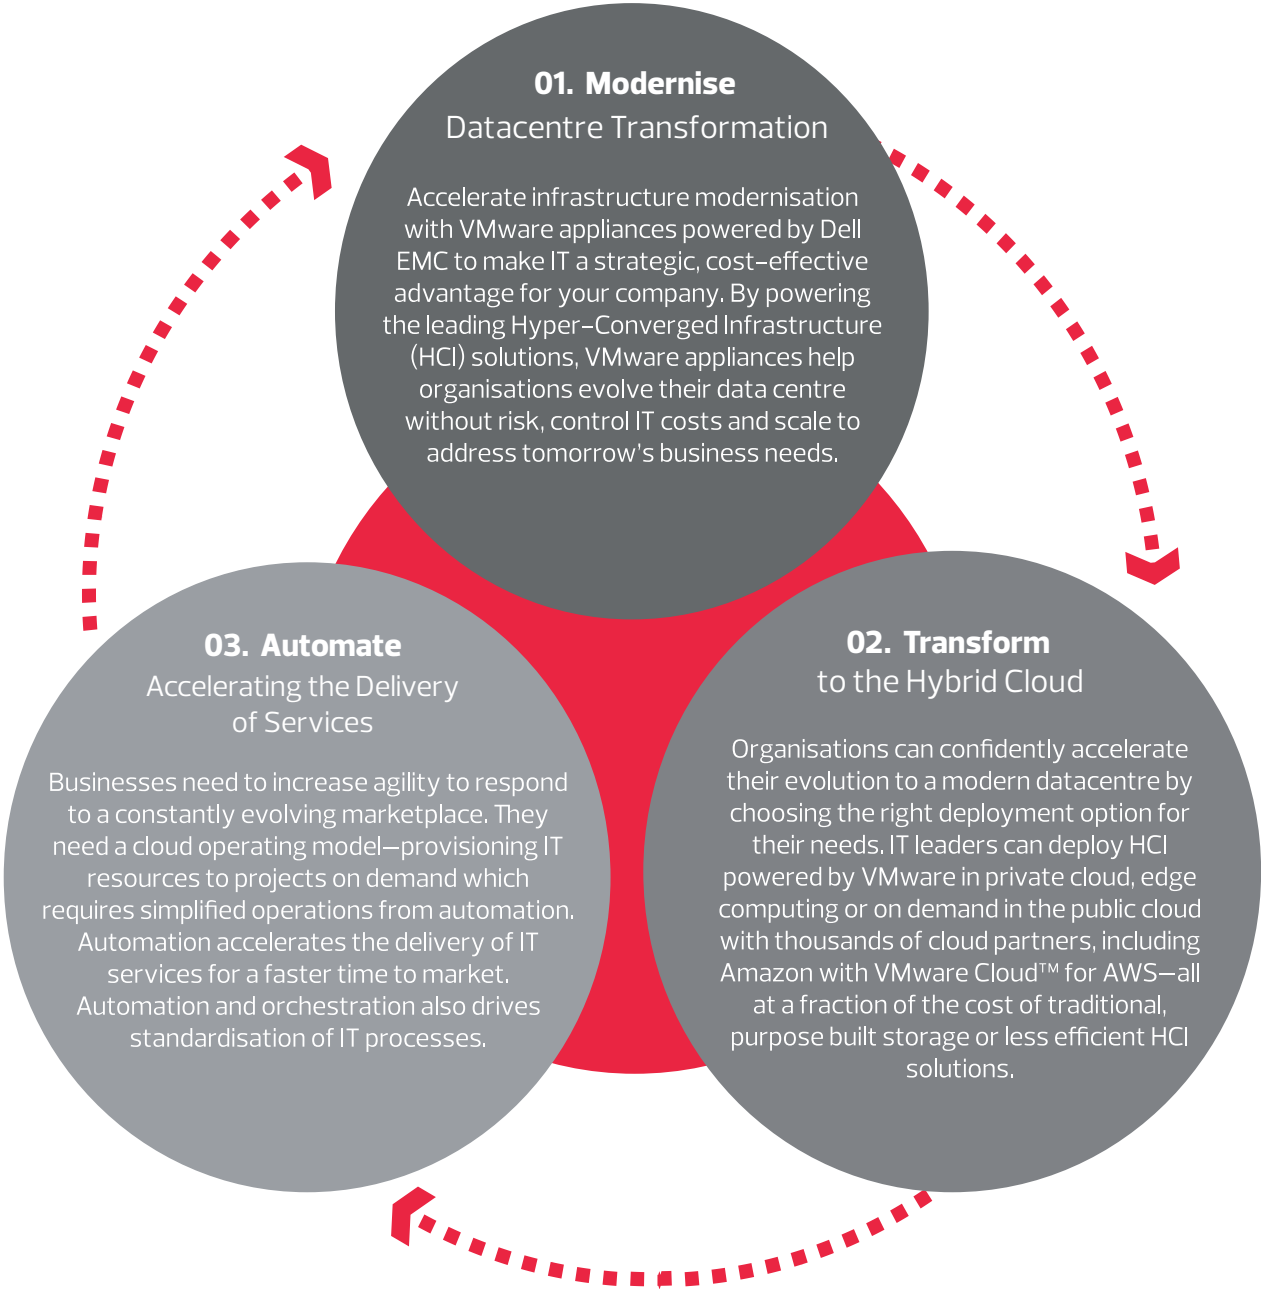 01. Modernise
Datacentre Transformation
Accelerate infrastructure modernisation
with VMware appliances powered by Dell
EMC to make IT a strategic, cost-effective
advantage for your company. By powering
the leading Hyper-Converged Infrastructure
(HCI) solutions, VMware appliances help
organisations evolve their data centre
without risk, control IT costs and scale to
address tomorrow's business needs.
02. Transform
to the Hybrid Cloud
Organisations can confidently accelerate
their evolution to a modern datacentre by
choosing the right deployment option for
their needs. IT leaders can deploy HCI
powered by VMware in private cloud, edge
computing or on demand in the public cloud
with thousands of cloud partners, including
Amazon with VMware Cloud™ for AWS—all
at a fraction of the cost of traditional,
purpose built storage or less efficient HCI
solutions.
03. Automate
Accelerating the Delivery
of Services
Businesses need to increase agility to respond
to a constantly evolving marketplace. They
need a cloud operating model—provisioning IT
resources to projects on demand which
requires simplified operations from automation.
Automation accelerates the delivery of IT
services for a faster time to market.
Automation and orchestration also drives
standardisation of IT processes.